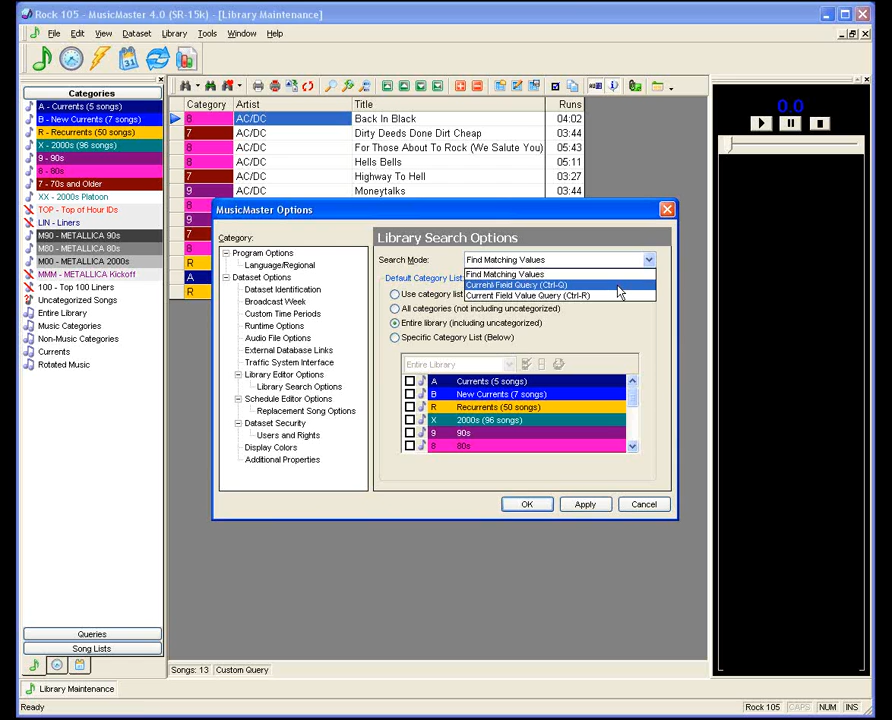 Rock 105 - MusicMaster 4.0 (SR-15k) - [Library Maintenance]
File Edit View Dataset Library Tools Window Help
Categories
A - Currents (5 songs)
B - New Currents (7 songs)
R - Recurrents (50 songs)
X - 2000s (96 songs)
9 - 90s
8 - 80s
7 - 70s and Older
XX - 2000s Platoon
TOP - Top of Hour IDs
LIN - Liners
M90 - METALLICA 90s
M80 - METALLICA 80s
M00 - METALLICA 2000s
MMM - METALLICA Kickoff
100 - Top 100 Liners
Uncategorized Songs
Entire Library
Music Categories
Non-Music Categories
Currents
Rotated Music
Queries
Song Lists
Category Artist Title Runs
8 AC/DC Back In Black 04:02
7 AC/DC Dirty Deeds Done Dirt Cheap 03:44
8 AC/DC For Those About To Rock (We Salute You) 05:43
8 AC/DC Hells Bells 05:11
7 AC/DC Highway To Hell 03:27
9 AC/DC Moneytalks 03:44
8
9
7
8
R
A
R
MusicMaster Options
Category:
Program Options
Language/Regional
Dataset Options
Dataset Identification
Broadcast Week
Custom Time Periods
Runtime Options
Audio File Options
External Database Links
Traffic System Interface
Library Editor Options
Library Search Options
Schedule Editor Options
Replacement Song Options
Dataset Security
Users and Rights
Display Colors
Additional Properties
Library Search Options
Search Mode: Find Matching Values
Find Matching Values
Current Field Query (Ctrl-Q)
Current Field Value Query (Ctrl-R)
Default Category List
Use category list
All categories (not including uncategorized)
Entire library (including uncategorized)
Specific Category List (Below)
Entire Library
A Currents (5 songs)
B New Currents (7 songs)
R Recurrents (50 songs)
X 2000s (96 songs)
9 90s
8 80s
OK Apply Cancel
0.0
Songs: 13 Custom Query
Library Maintenance
Ready
Rock 105 CAPS NUM INS